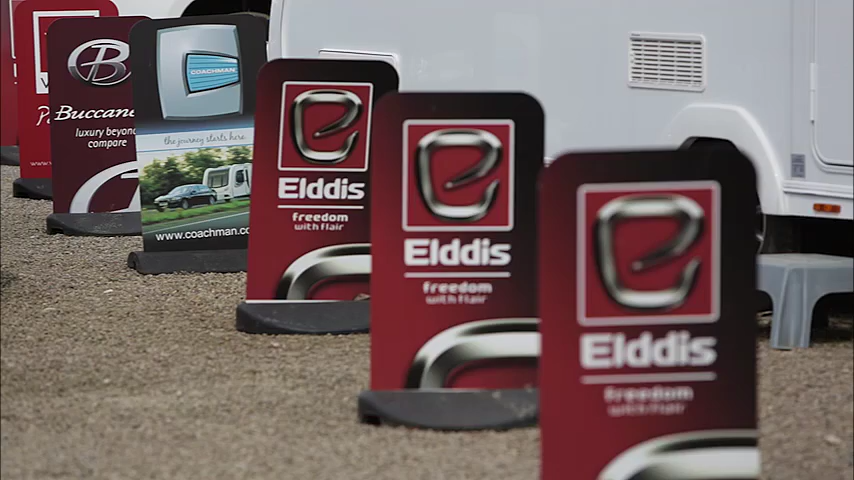 Buccane
luxury beyond
compare
COACHMAN
the journey starts here
www.coachman.co
Elddis
freedom
with flair
Elddis
freedom
with flair
Elddis
freedom
with flair